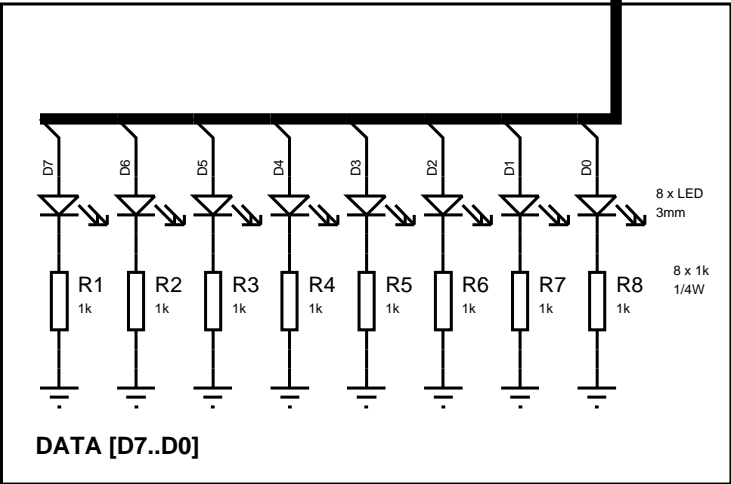 D7 D6 D5 D4 D3 D2 D1 D0
8 x LED
3mm
R1 R2 R3 R4 R5 R6 R7 R8
1k 1k 1k 1k 1k 1k 1k 1k
8 x 1k
1/4W
DATA [D7..D0]